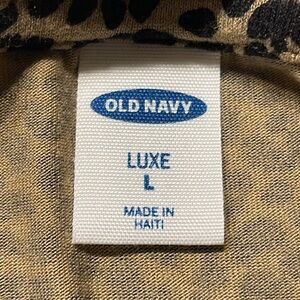 OLD NAVY
LUXE
L
MADE IN
HAITI